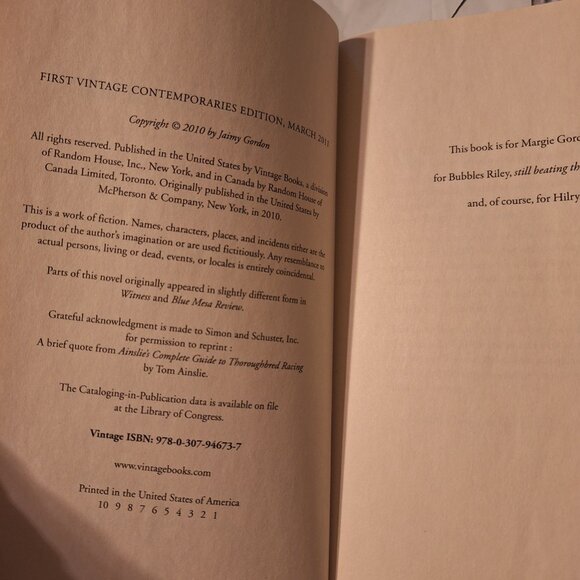 FIRST VINTAGE CONTEMPORARIES EDITION, MARCH 2011
Copyright © 2010 by Jaimy Gordon
All rights reserved. Published in the United States by Vintage Books, a division
of Random House, Inc., New York, and in Canada by Random House of
Canada Limited, Toronto. Originally published in the United States by
McPherson & Company, New York, in 2010.
This is a work of fiction. Names, characters, places, and incidents either are the
product of the author's imagination or are used fictitiously. Any resemblance to
actual persons, living or dead, events, or locales is entirely coincidental.
Parts of this novel originally appeared in slightly different form in
Witness and Blue Mesa Review.
Grateful acknowledgment is made to Simon and Schuster, Inc.
for permission to reprint :
A brief quote from Ainslie's Complete Guide to Thoroughbred Racing
by Tom Ainslie.
The Cataloging-in-Publication data is available on file
at the Library of Congress.
Vintage ISBN: 978-0-307-94673-7
www.vintagebooks.com
Printed in the United States of America
10 9 8 7 6 5 4 3 2 1
This book is for Margie Gord
for Bubbles Riley, still beating th
and, of course, for Hilry